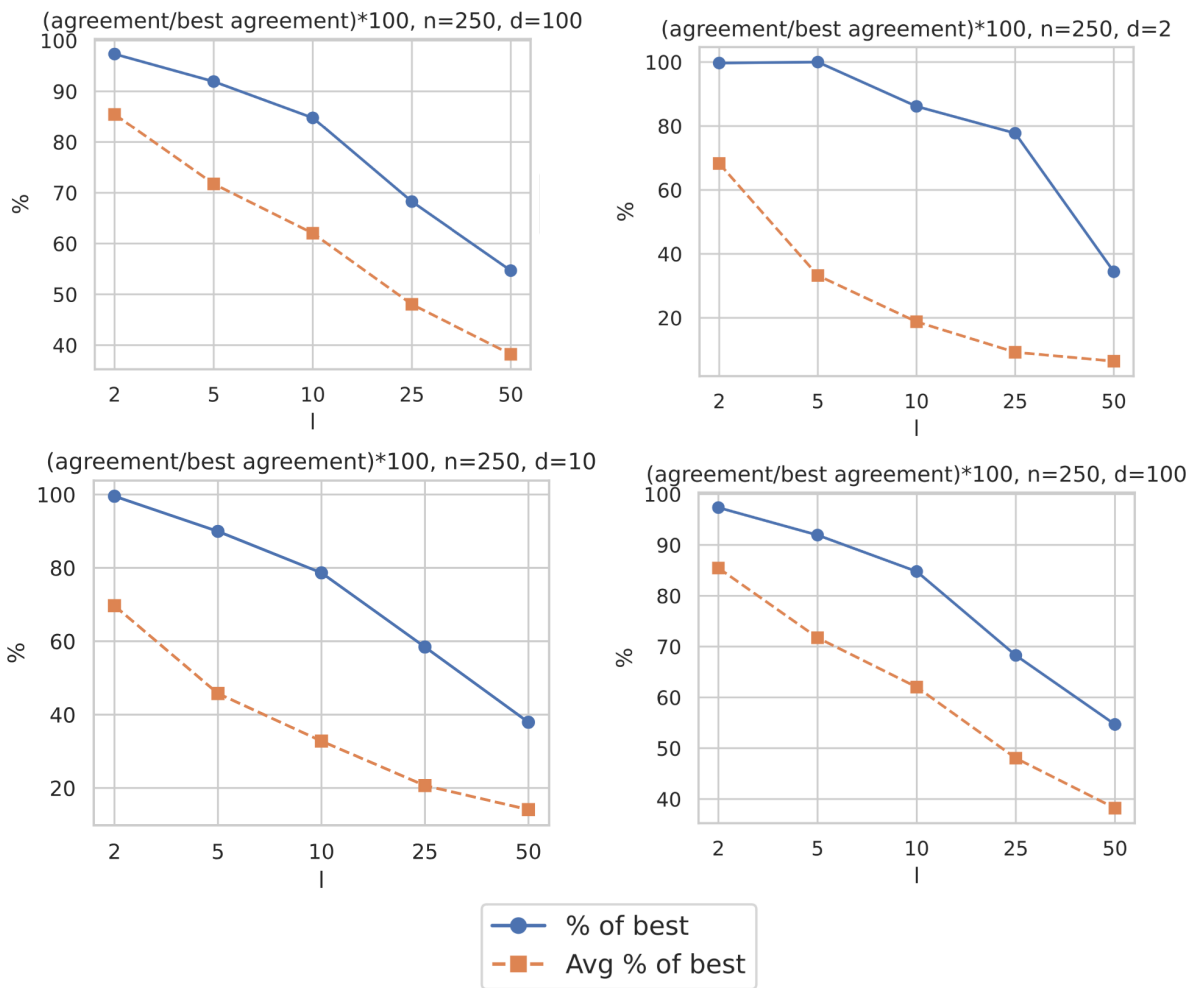 (agreement/best agreement)*100, n=250, d=100
100
90
80
70
60
50
40
%
2 5 10 25 50
l
(agreement/best agreement)*100, n=250, d=2
100
80
60
40
20
%
2 5 10 25 50
l
(agreement/best agreement)*100, n=250, d=10
100
80
60
40
20
%
2 5 10 25 50
l
(agreement/best agreement)*100, n=250, d=100
100
90
80
70
60
50
40
%
2 5 10 25 50
l
% of best
Avg % of best